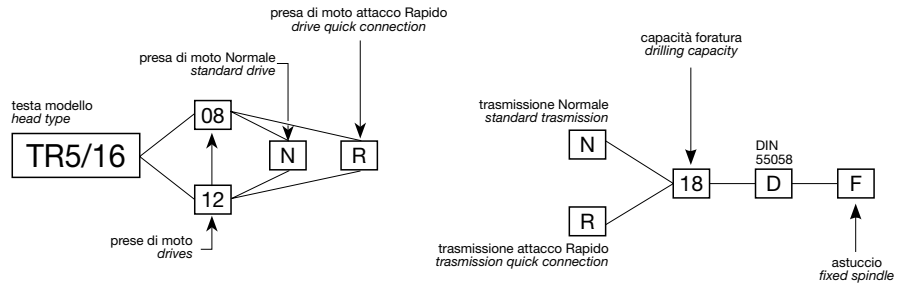 presa di moto attacco Rapido
drive quick connection
presa di moto Normale
standard drive
testa modello
head type
TR5/16
08
12
N
R
prese di moto
drives
capacità foratura
drilling capacity
trasmissione Normale
standard trasmission
N
R
trasmissione attacco Rapido
trasmission quick connection
18
DIN
55058
D
F
astuccio
fixed spindle